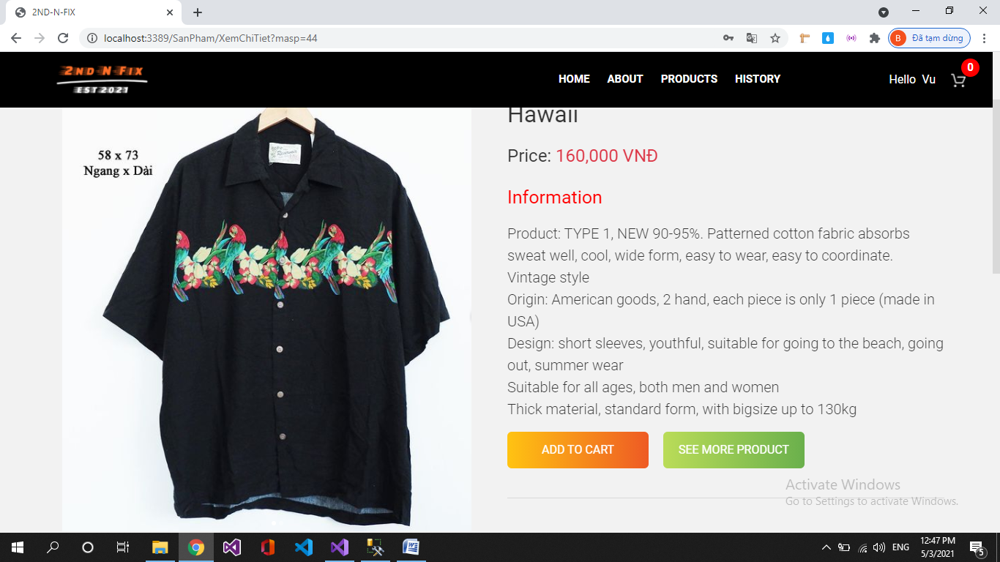 2ND-N-FIX
localhost:3389/SanPham/XemChiTiet?masp=44
B Đã tạm dừng
2ND N FIX
EST 2021
HOME ABOUT PRODUCTS HISTORY
Hello Vu
0
58 x 73
Ngang x Dài
Hawaii
Price: 160,000 VNĐ
Information
Product: TYPE 1, NEW 90-95%. Patterned cotton fabric absorbs
sweat well, cool, wide form, easy to wear, easy to coordinate.
Vintage style
Origin: American goods, 2 hand, each piece is only 1 piece (made in
USA)
Design: short sleeves, youthful, suitable for going to the beach, going
out, summer wear
Suitable for all ages, both men and women
Thick material, standard form, with bigsize up to 130kg
ADD TO CART SEE MORE PRODUCT
Activate Windows
Go to Settings to activate Windows.
ENG
12:47 PM
5/3/2021
5